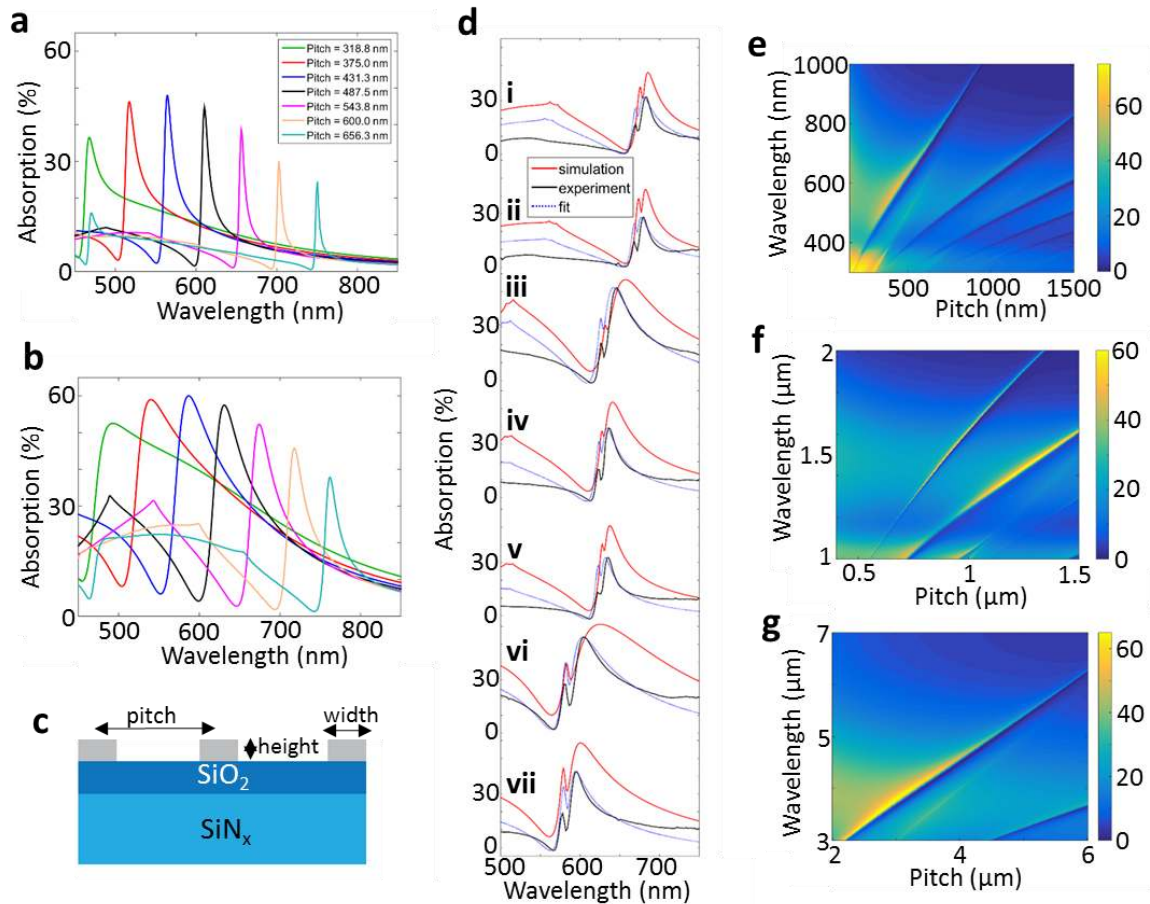 a
60
30
0
Absorption (%)
500 600 700 800
Wavelength (nm)
Pitch = 318.8 nm
Pitch = 375.0 nm
Pitch = 431.3 nm
Pitch = 487.5 nm
Pitch = 543.8 nm
Pitch = 600.0 nm
Pitch = 656.3 nm
b
60
30
0
Absorption (%)
500 600 700 800
Wavelength (nm)
c
pitch
width
height
SiO2
SiNx
d
Absorption (%)
i
30
0
simulation
experiment
fit
ii
30
0
iii
30
0
iv
30
0
v
30
0
vi
30
0
vii
30
0
500 600 700
Wavelength (nm)
e
Wavelength (nm)
1000
800
600
400
500 1000 1500
Pitch (nm)
60
40
20
0
f
Wavelength (μm)
2
1.5
1
0.5 1 1.5
Pitch (μm)
60
40
20
0
g
Wavelength (μm)
7
5
3
2 4 6
Pitch (μm)
60
40
20
0